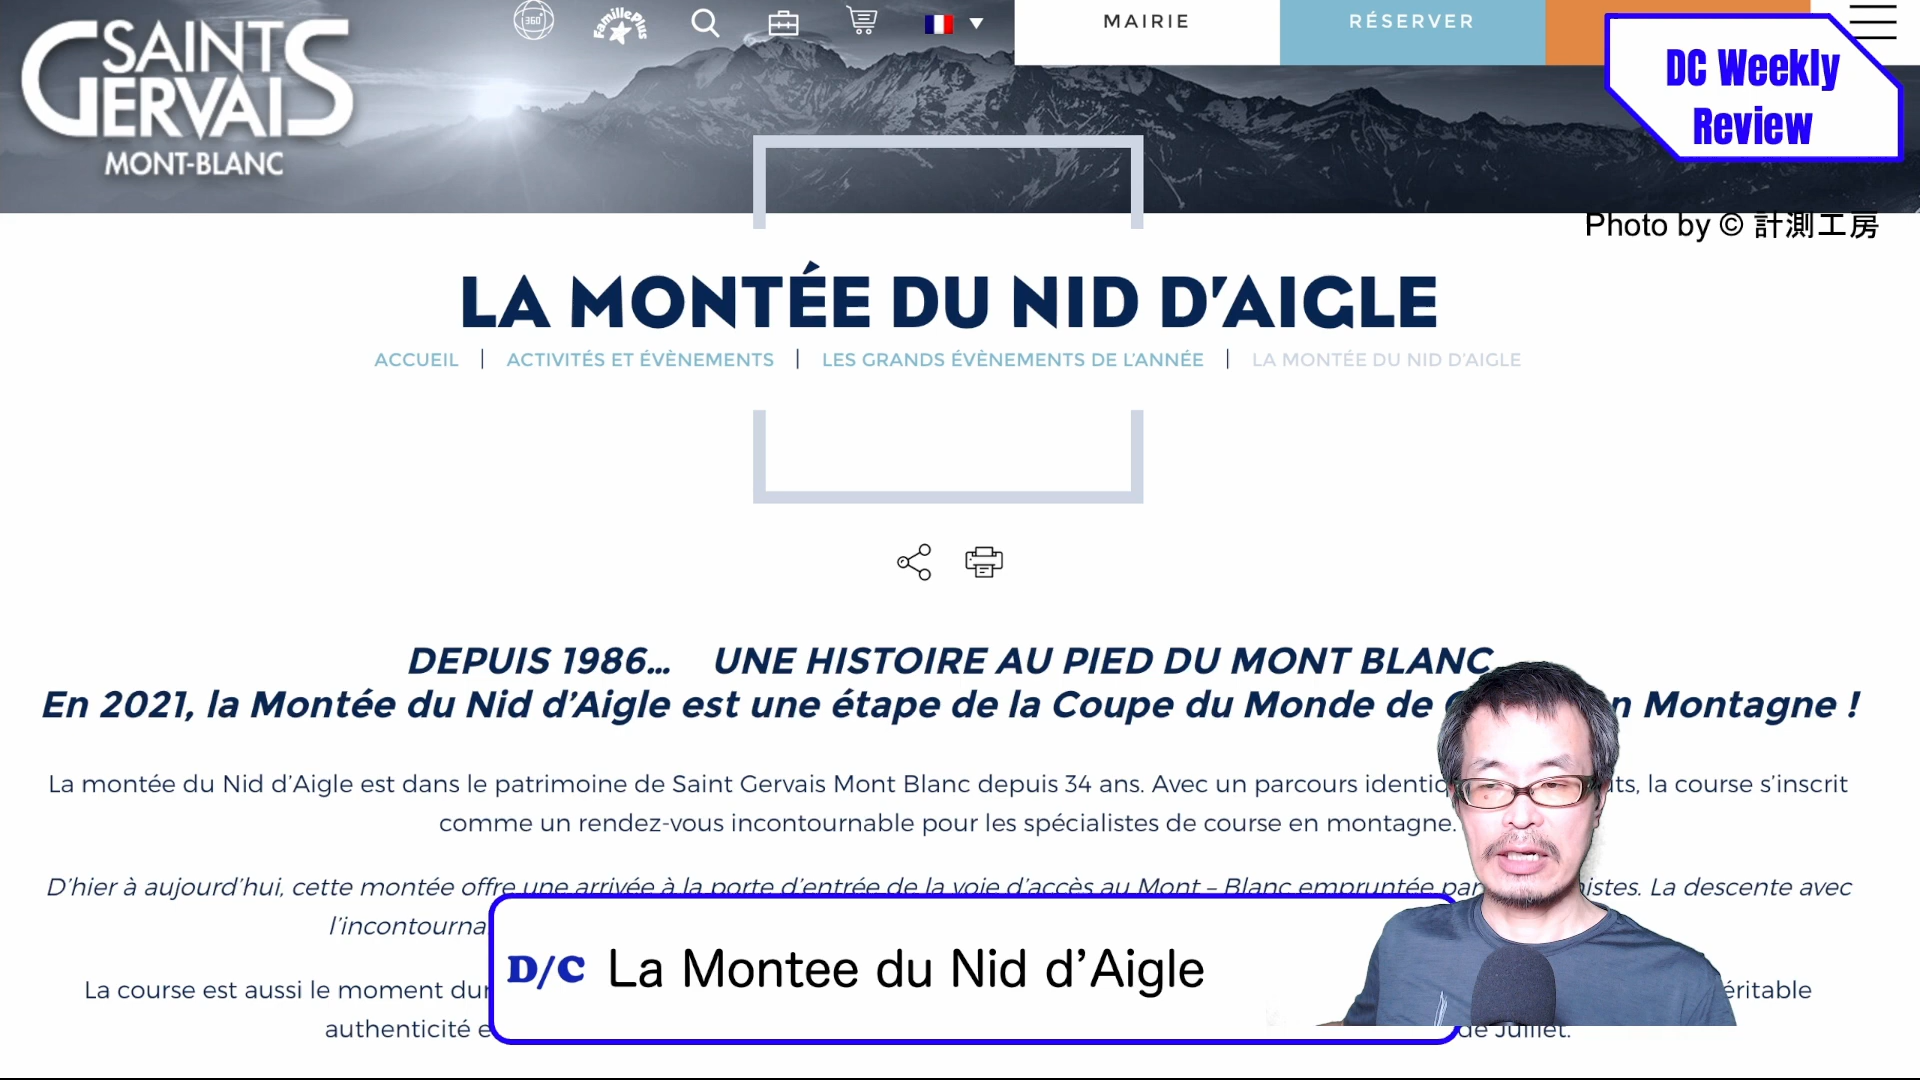 SAINT GERVAIS
MONT-BLANC
360°
FamillePlus
MAIRIE
RÉSERVER
DC Weekly
Review
Photo by © 計測工房
LA MONTÉE DU NID D'AIGLE
ACCUEIL | ACTIVITÉS ET ÉVÈNEMENTS | LES GRANDS ÉVÈNEMENTS DE L'ANNÉE | LA MONTÉE DU NID D'AIGLE
DEPUIS 1986... UNE HISTOIRE AU PIED DU MONT BLANC
En 2021, la Montée du Nid d'Aigle est une étape de la Coupe du Monde de n Montagne !
La montée du Nid d'Aigle est dans le patrimoine de Saint Gervais Mont Blanc depuis 34 ans. Avec un parcours identiq ts, la course s'inscrit
comme un rendez-vous incontournable pour les spécialistes de course en montagne.
D'hier à aujourd'hui, cette montée offre une arrivée à la porte d'entrée de la voie d'accès au Mont – Blanc empruntée par istes. La descente avec
l'incontourna
D/C La Montee du Nid d'Aigle
La course est aussi le moment dur éritable
authenticité e de Juillet.